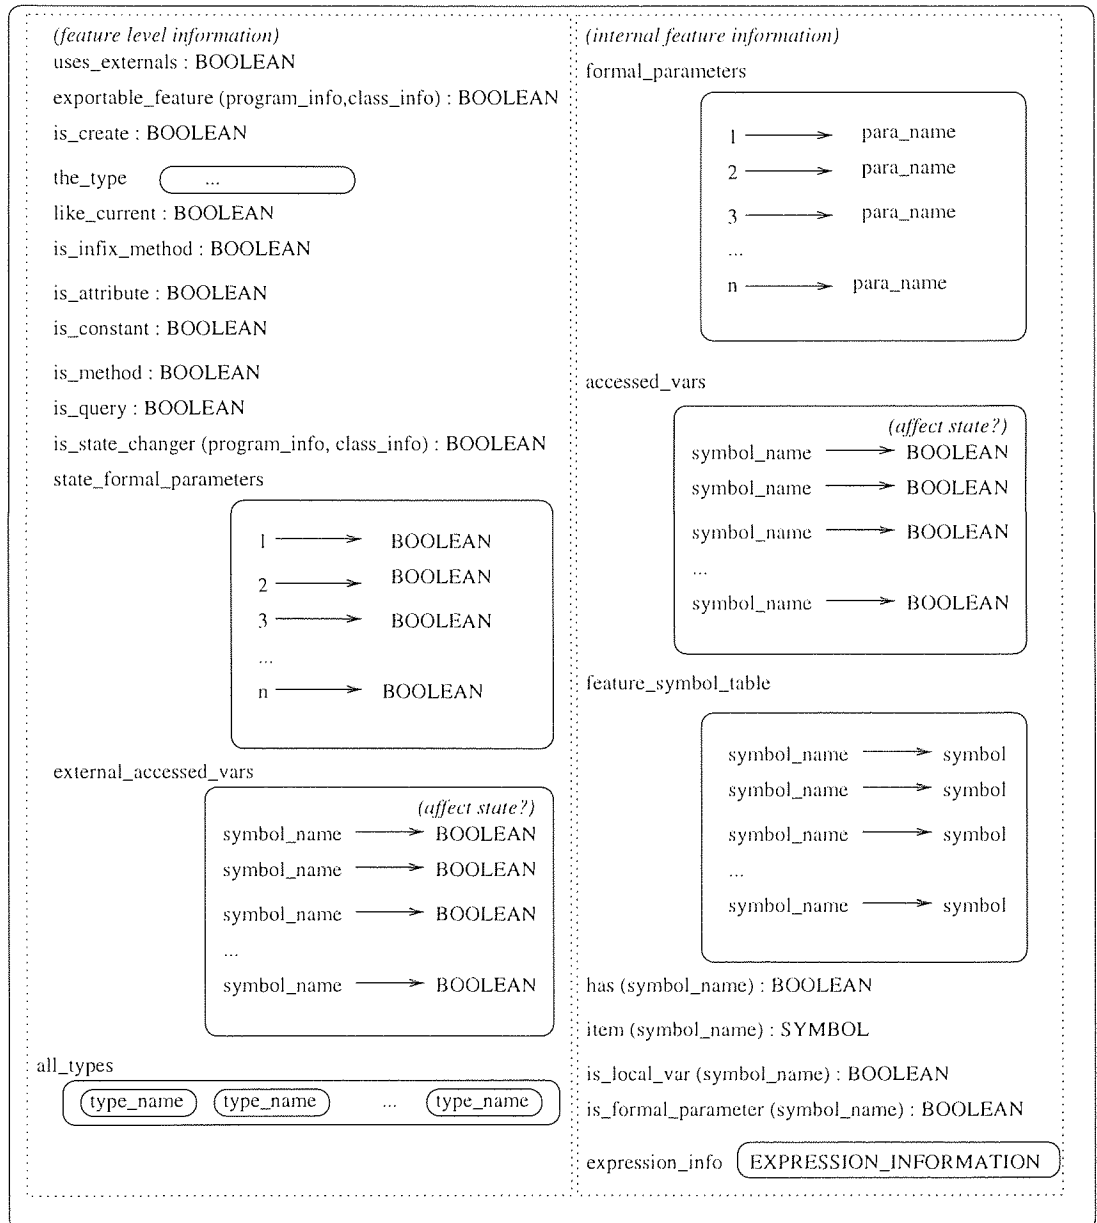 (feature level information)
uses_externals : BOOLEAN
exportable_feature (program_info,class_info) : BOOLEAN
is_create : BOOLEAN
the_type ...
like_current : BOOLEAN
is_infix_method : BOOLEAN
is_attribute : BOOLEAN
is_constant : BOOLEAN
is_method : BOOLEAN
is_query : BOOLEAN
is_state_changer (program_info, class_info) : BOOLEAN
state_formal_parameters
1 BOOLEAN
2 BOOLEAN
3 BOOLEAN
...
n BOOLEAN
external_accessed_vars
(affect state?)
symbol_name BOOLEAN
symbol_name BOOLEAN
symbol_name BOOLEAN
...
symbol_name BOOLEAN
all_types
type_name type_name ... type_name
(internal feature information)
formal_parameters
1 para_name
2 para_name
3 para_name
...
n para_name
accessed_vars
(affect state?)
symbol_name BOOLEAN
symbol_name BOOLEAN
symbol_name BOOLEAN
...
symbol_name BOOLEAN
feature_symbol_table
symbol_name symbol
symbol_name symbol
symbol_name symbol
...
symbol_name symbol
has (symbol_name) : BOOLEAN
item (symbol_name) : SYMBOL
is_local_var (symbol_name) : BOOLEAN
is_formal_parameter (symbol_name) : BOOLEAN
expression_info EXPRESSION_INFORMATION